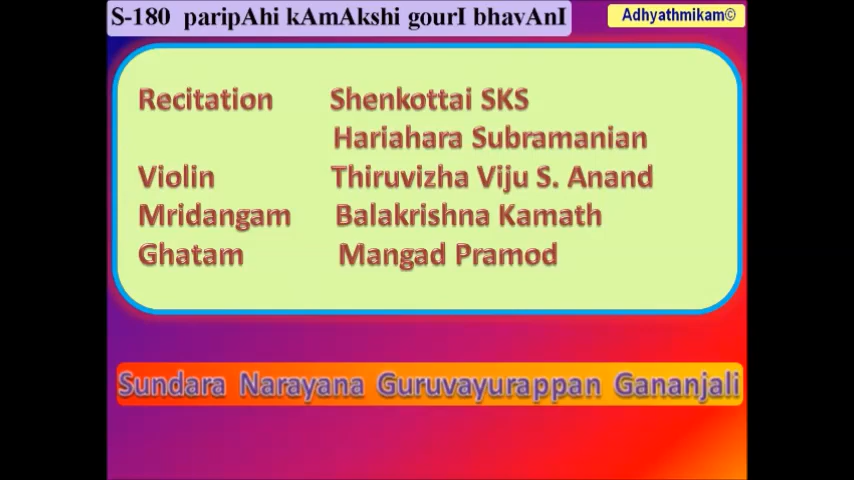 S-180 paripAhi kAmAkshi gourI bhavAnI
Adhyathmikam©
Recitation Shenkottai SKS
Hariahara Subramanian
Violin Thiruvizha Viju S. Anand
Mridangam Balakrishna Kamath
Ghatam Mangad Pramod
Sundara Narayana Guruvayurappan Gananjali